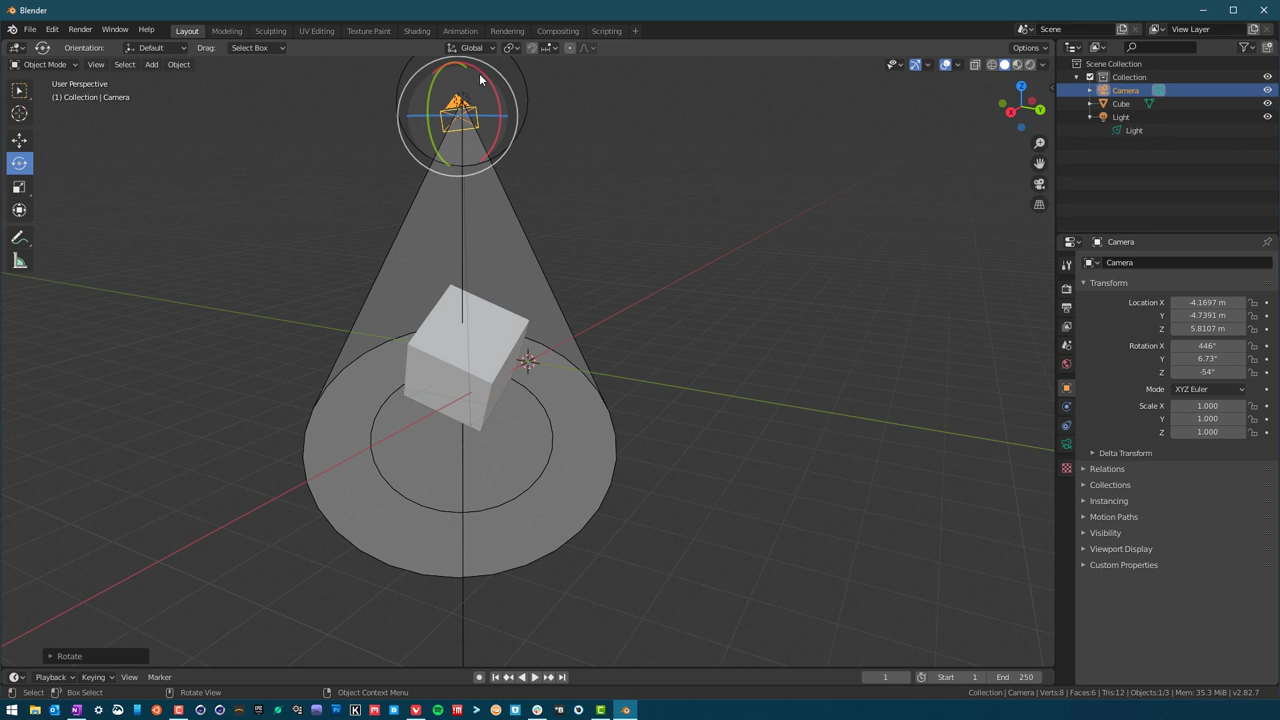 Blender
File Edit Render Window Help
Layout Modeling Sculpting UV Editing Texture Paint Shading Animation Rendering Compositing Scripting +
Scene
View Layer
Orientation: Default Drag: Select Box
Global
Options
Object Mode View Select Add Object
User Perspective
(1) Collection | Camera
X Y Z
Scene Collection
Collection
Camera
Cube
Light
Light
Camera
Camera
Transform
Location X -4.1697 m
Y -4.7391 m
Z 5.8107 m
Rotation X 446°
Y 6.73°
Z -54°
Mode XYZ Euler
Scale X 1.000
Y 1.000
Z 1.000
Delta Transform
Relations
Collections
Instancing
Motion Paths
Visibility
Viewport Display
Custom Properties
Rotate
Playback Keying View Marker
1 Start 1 End 250
Select Box Select Rotate View Object Context Menu
Collection | Camera | Verts:8 | Faces:6 | Tris:12 | Objects:1/3 | Mem: 35.3 MiB | v2.82.7